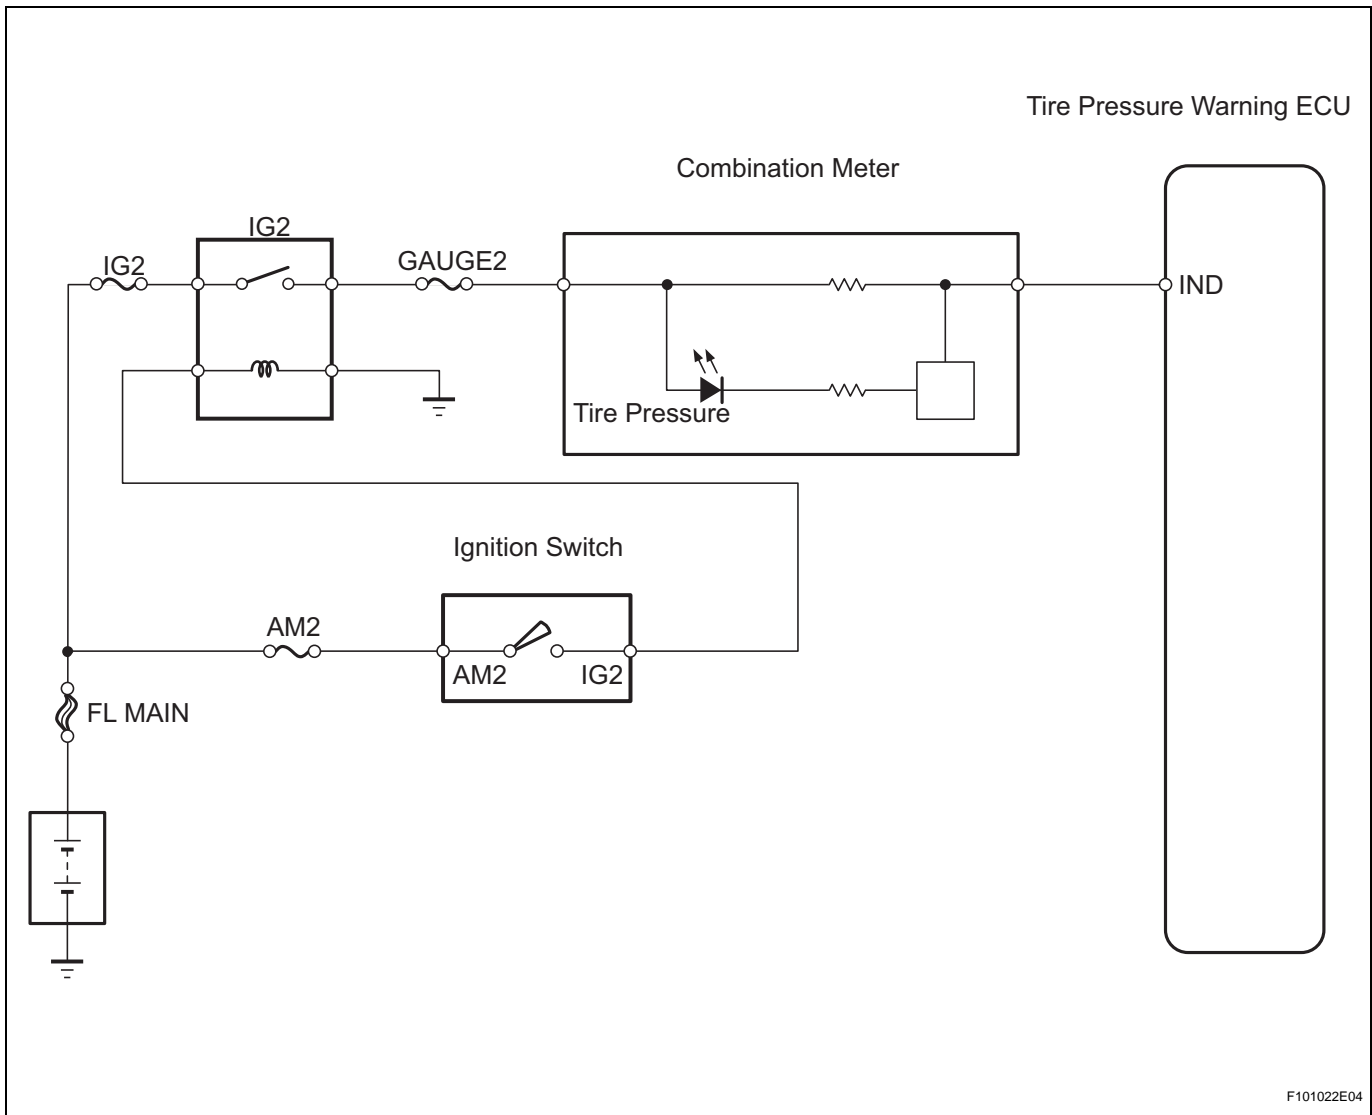 Tire Pressure Warning ECU
Combination Meter
IG2
IG2
GAUGE2
IND
Tire Pressure
Ignition Switch
AM2
AM2
IG2
FL MAIN
F101022E04